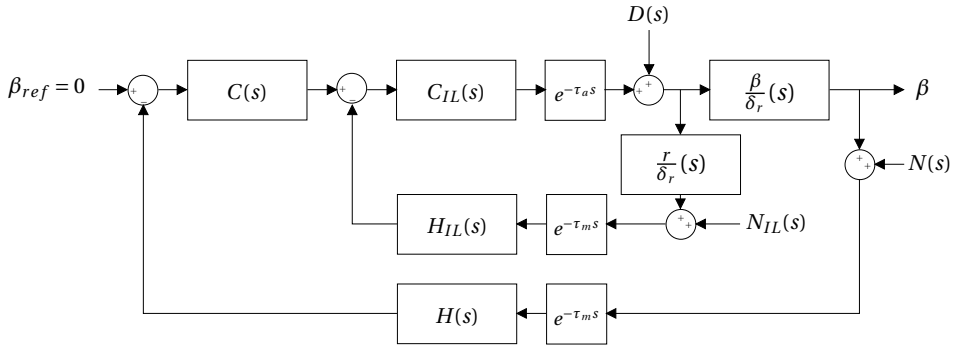 D(s)
β_ref = 0
+
−
C(s)
+
−
C_IL(s)
e^{−τ_a s}
+
+
β/δ_r (s)
β
r/δ_r (s)
+
+
N(s)
H_IL(s)
e^{−τ_m s}
+
+
N_IL(s)
H(s)
e^{−τ_m s}